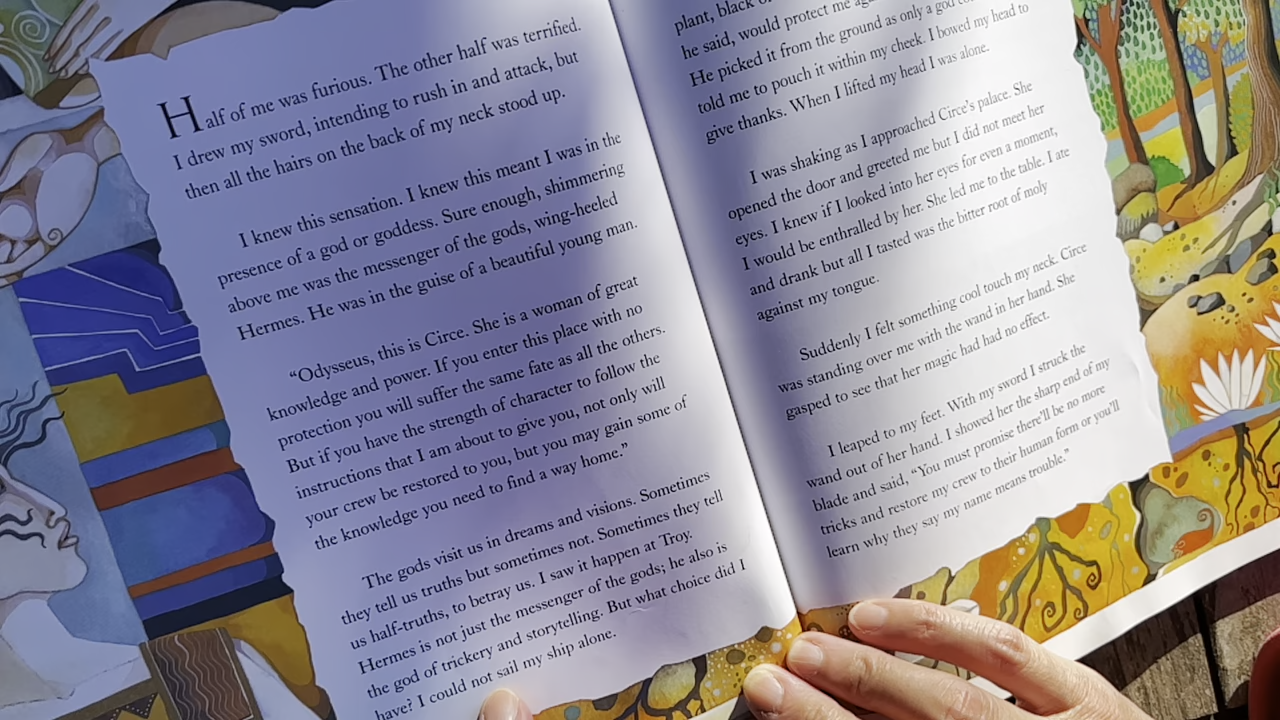 Half of me was furious. The other half was terrified.
I drew my sword, intending to rush in and attack, but
then all the hairs on the back of my neck stood up.
I knew this sensation. I knew this meant I was in the
presence of a god or goddess. Sure enough, shimmering
above me was the messenger of the gods, wing-heeled
Hermes. He was in the guise of a beautiful young man.
“Odysseus, this is Circe. She is a woman of great
knowledge and power. If you enter this place with no
protection you will suffer the same fate as all the others.
But if you have the strength of character to follow the
instructions that I am about to give you, not only will
your crew be restored to you, but you may gain some of
the knowledge you need to find a way home.”
The gods visit us in dreams and visions. Sometimes
they tell us truths but sometimes not. Sometimes they tell
us half-truths, to betray us. I saw it happen at Troy.
Hermes is not just the messenger of the gods; he also is
the god of trickery and storytelling. But what choice did I
have? I could not sail my ship alone.
plant, black
he said, would protect me
He picked it from the ground as only a god
told me to pouch it within my cheek. I bowed my head to
give thanks. When I lifted my head I was alone.
I was shaking as I approached Circe’s palace. She
opened the door and greeted me but I did not meet her
eyes. I knew if I looked into her eyes for even a moment,
I would be enthralled by her. She led me to the table. I ate
and drank but all I tasted was the bitter root of moly
against my tongue.
Suddenly I felt something cool touch my neck. Circe
was standing over me with the wand in her hand. She
gasped to see that her magic had had no effect.
I leaped to my feet. With my sword I struck the
wand out of her hand. I showed her the sharp end of my
blade and said, “You must promise there’ll be no more
tricks and restore my crew to their human form or you’ll
learn why they say my name means trouble.”